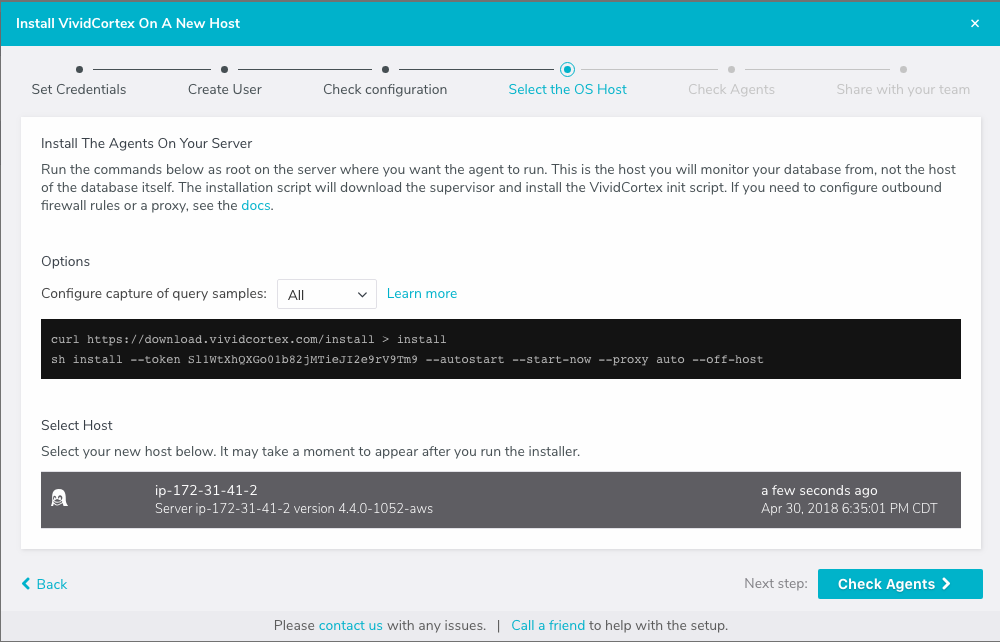 Install VividCortex On A New Host
Set Credentials
Create User
Check configuration
Select the OS Host
Check Agents
Share with your team
Install The Agents On Your Server
Run the commands below as root on the server where you want the agent to run. This is the host you will monitor your database from, not the host
of the database itself. The installation script will download the supervisor and install the VividCortex init script. If you need to configure outbound
firewall rules or a proxy, see the docs.
Options
Configure capture of query samples: All Learn more
curl https://download.vividcortex.com/install > install
sh install --token Sl1WtXhQXGo01b82jMTieJI2e9rV9Tm9 --autostart --start-now --proxy auto --off-host
Select Host
Select your new host below. It may take a moment to appear after you run the installer.
ip-172-31-41-2 a few seconds ago
Server ip-172-31-41-2 version 4.4.0-1052-aws Apr 30, 2018 6:35:01 PM CDT
Back Next step: Check Agents
Please contact us with any issues. | Call a friend to help with the setup.